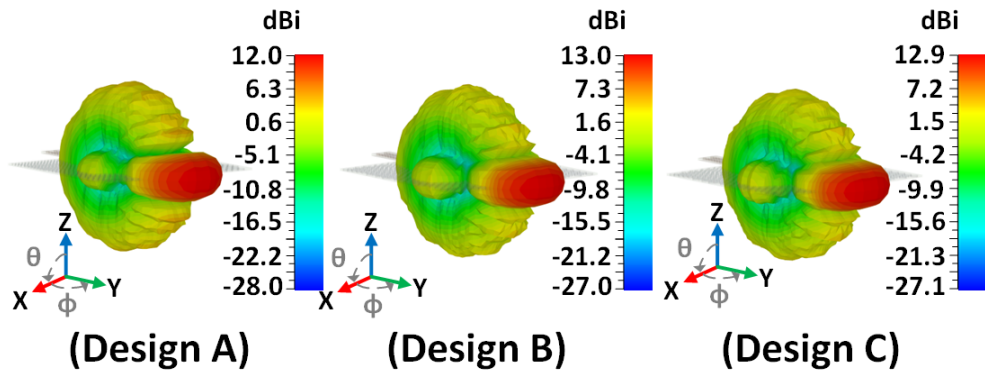 dBi
12.0
6.3
0.6
-5.1
-10.8
-16.5
-22.2
-28.0
Z
θ
X
Y
ϕ
(Design A)
dBi
13.0
7.3
1.6
-4.1
-9.8
-15.5
-21.2
-27.0
Z
θ
X
Y
ϕ
(Design B)
dBi
12.9
7.2
1.5
-4.2
-9.9
-15.6
-21.3
-27.1
Z
θ
X
Y
ϕ
(Design C)